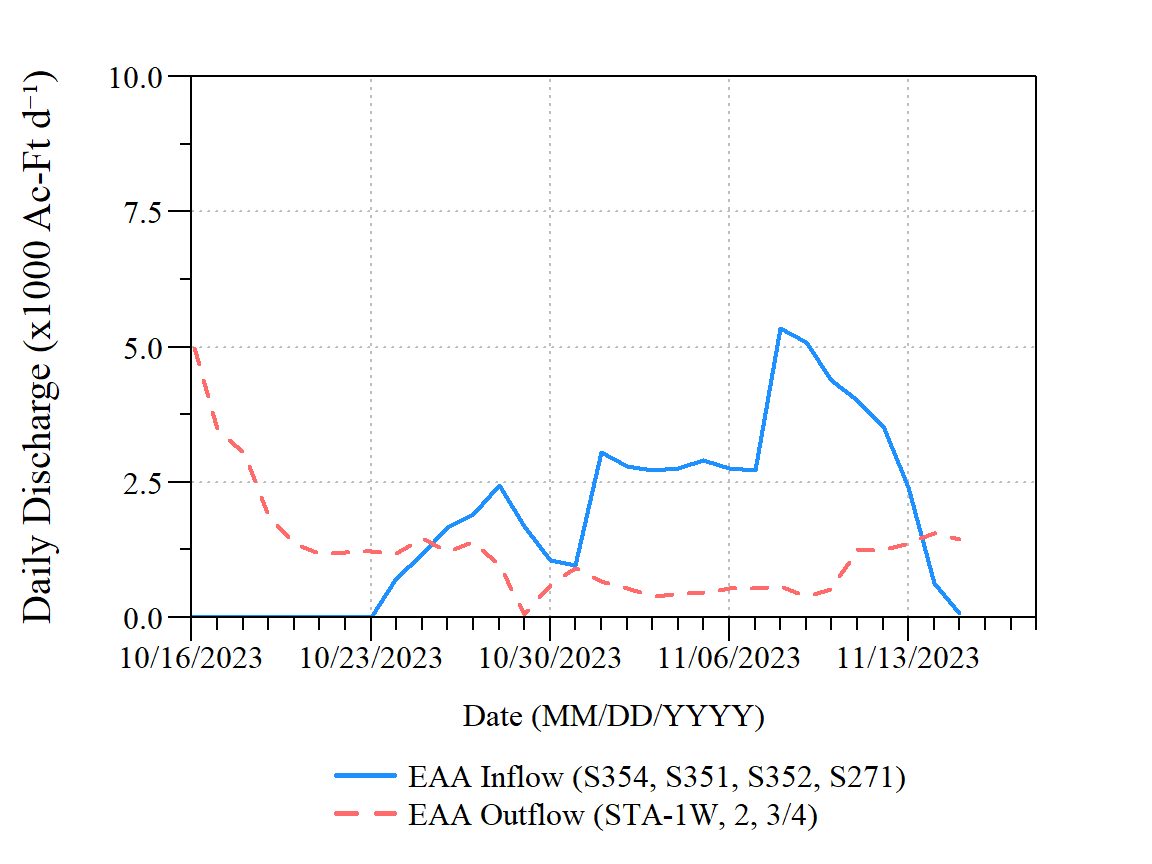 Daily Discharge (x1000 Ac-Ft d⁻¹)
10.0
7.5
5.0
2.5
0.0
10/16/2023 10/23/2023 10/30/2023 11/06/2023 11/13/2023
Date (MM/DD/YYYY)
EAA Inflow (S354, S351, S352, S271)
EAA Outflow (STA-1W, 2, 3/4)